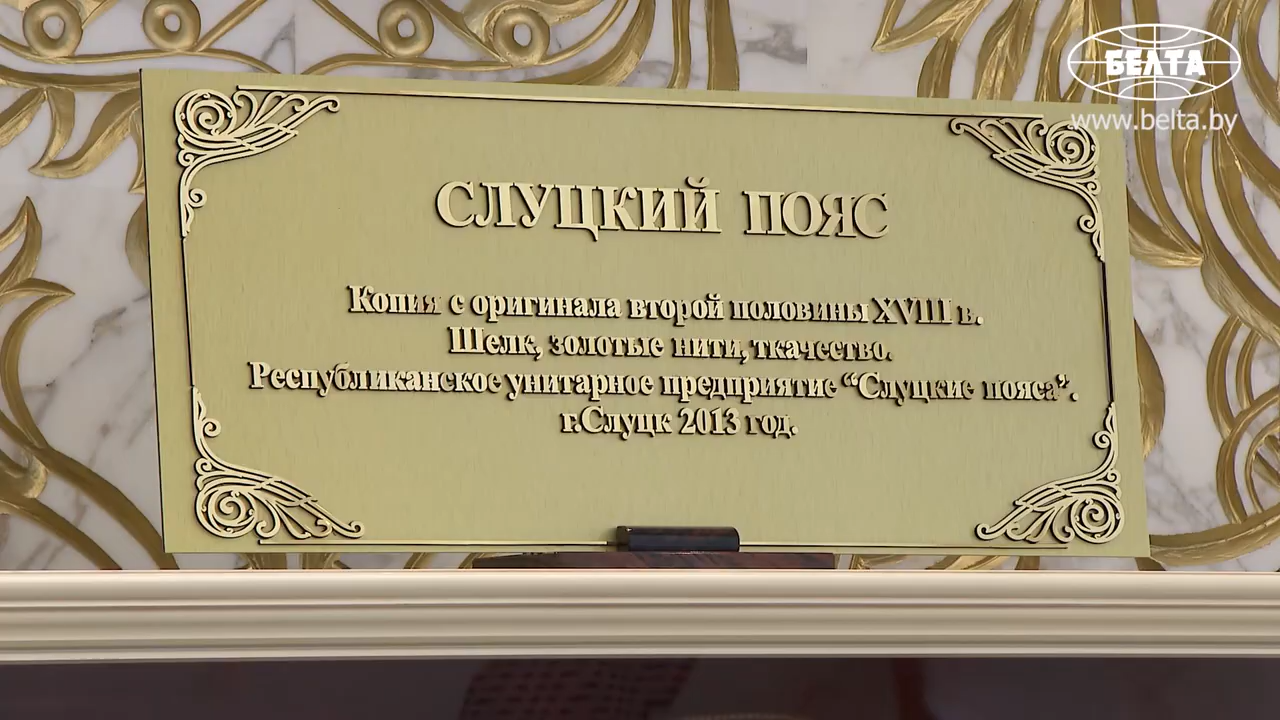 БЕЛТА
www.belta.by
СЛУЦКИЙ ПОЯС
Копия с оригинала второй половины XVIII в.
Шелк, золотые нити, ткачество.
Республиканское унитарное предприятие “Слуцкие пояса”.
г.Слуцк 2013 год.